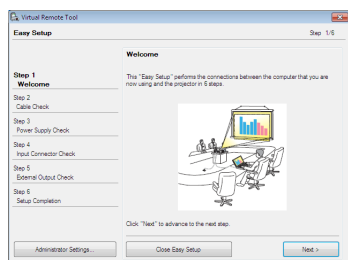 Virtual Remote Tool
Easy Setup
Step 1/6
Step 1
Welcome
Step 2
Cable Check
Step 3
Power Supply Check
Step 4
Input Connector Check
Step 5
External Output Check
Step 6
Setup Completion
Welcome
This "Easy Setup" performs the connections between the computer that you are
now using and the projector in 6 steps.
Click "Next" to advance to the next step.
Administrator Settings...
Close Easy Setup
Next >